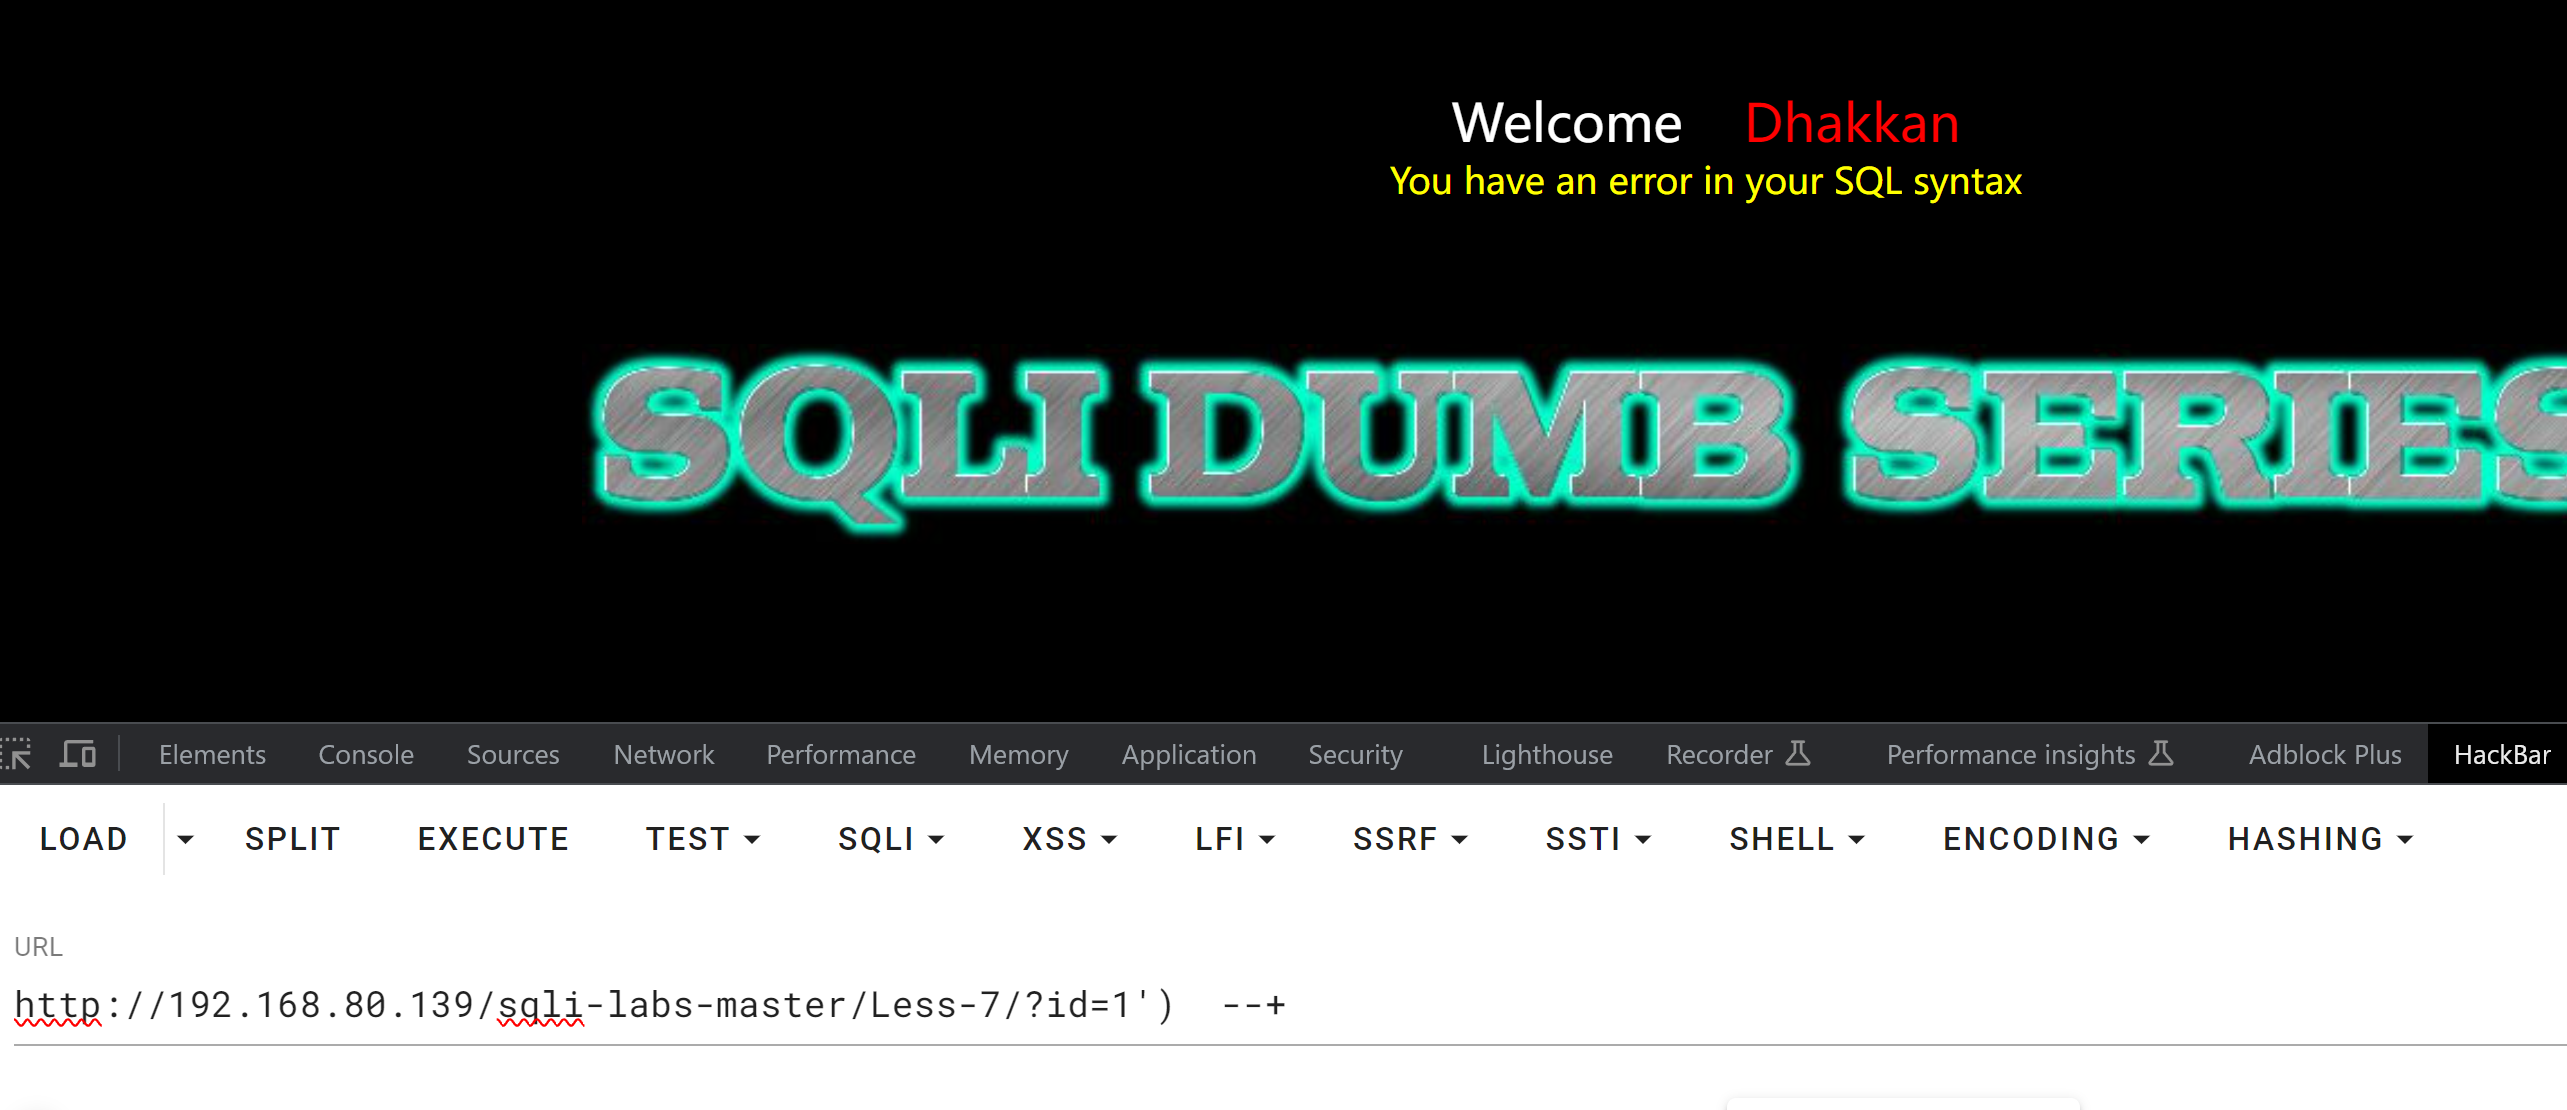 Welcome Dhakkan
You have an error in your SQL syntax
SQLI DUMB SERIES
Elements Console Sources Network Performance Memory Application Security Lighthouse Recorder Performance insights Adblock Plus HackBar
LOAD SPLIT EXECUTE TEST SQLI XSS LFI SSRF SSTI SHELL ENCODING HASHING
URL
http://192.168.80.139/sqli-labs-master/Less-7/?id=1')  --+